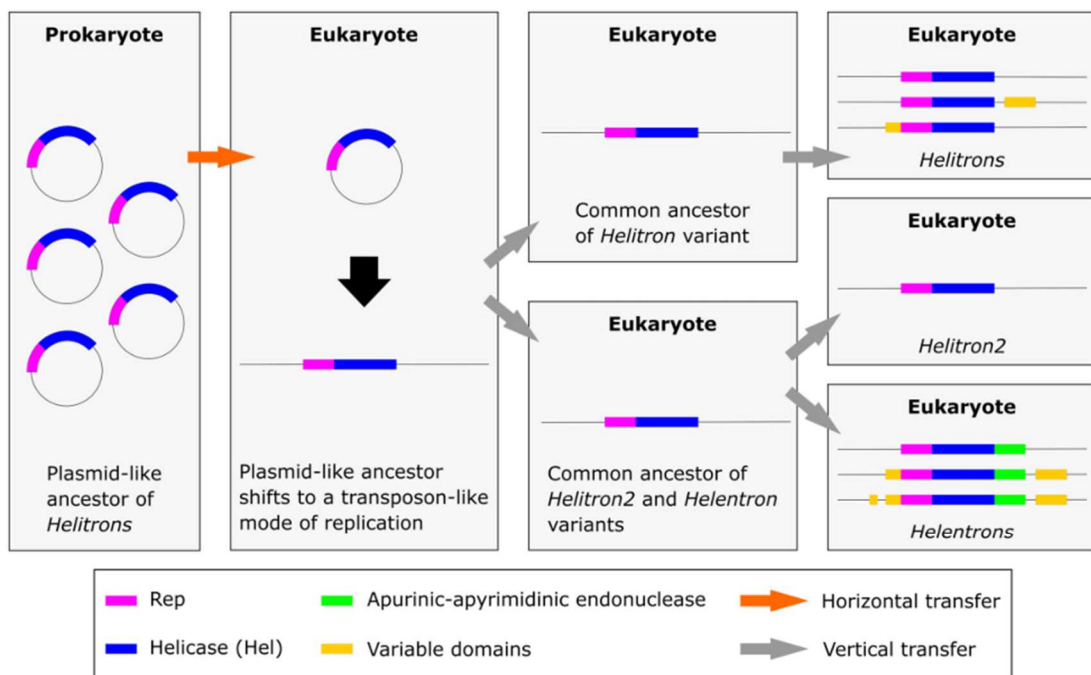 Prokaryote
Plasmid-like
ancestor of
Helitrons
Eukaryote
Plasmid-like ancestor
shifts to a transposon-like
mode of replication
Eukaryote
Common ancestor
of Helitron variant
Eukaryote
Common ancestor of
Helitron2 and Helentron
variants
Eukaryote
Helitrons
Eukaryote
Helitron2
Eukaryote
Helentrons
Rep
Apurinic-apyrimidinic endonuclease
Horizontal transfer
Helicase (Hel)
Variable domains
Vertical transfer